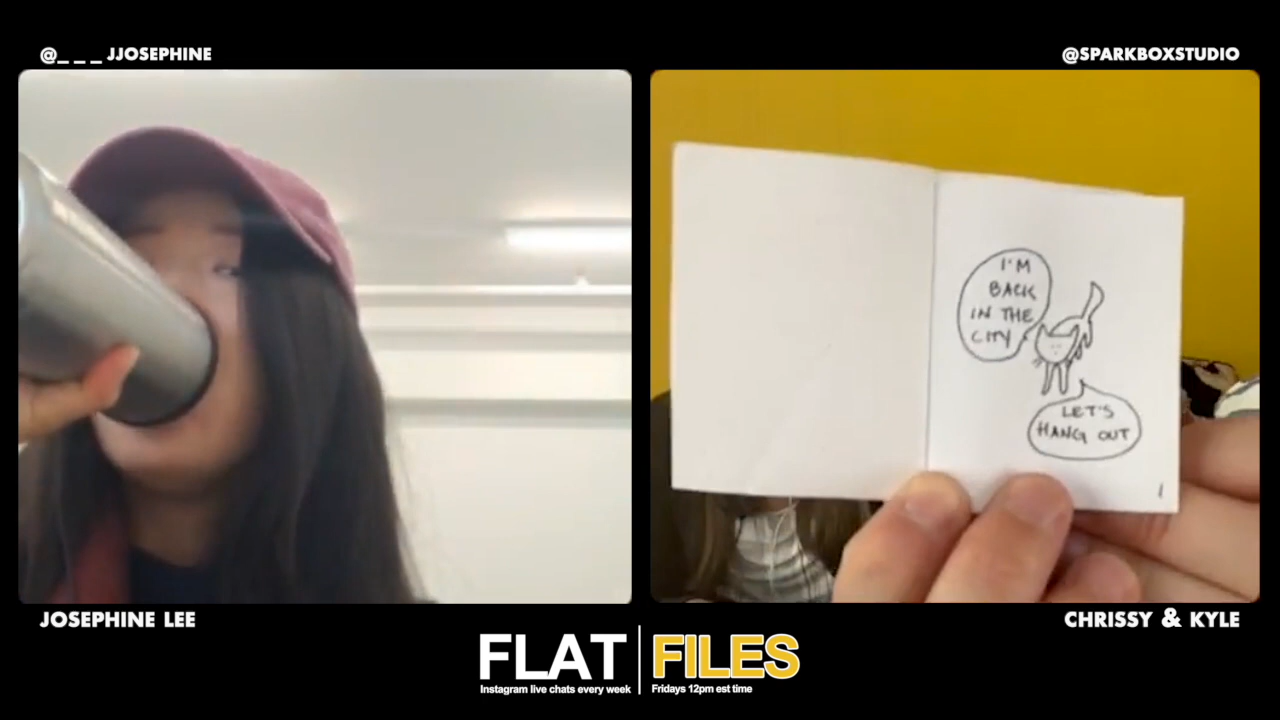 @_ _ _ JJOSEPHINE
@SPARKBOXSTUDIO
I'M
BACK
IN THE
CITY
LET'S
HANG OUT
1
JOSEPHINE LEE
CHRISSY & KYLE
FLAT FILES
Instagram live chats every week
Fridays 12pm est time